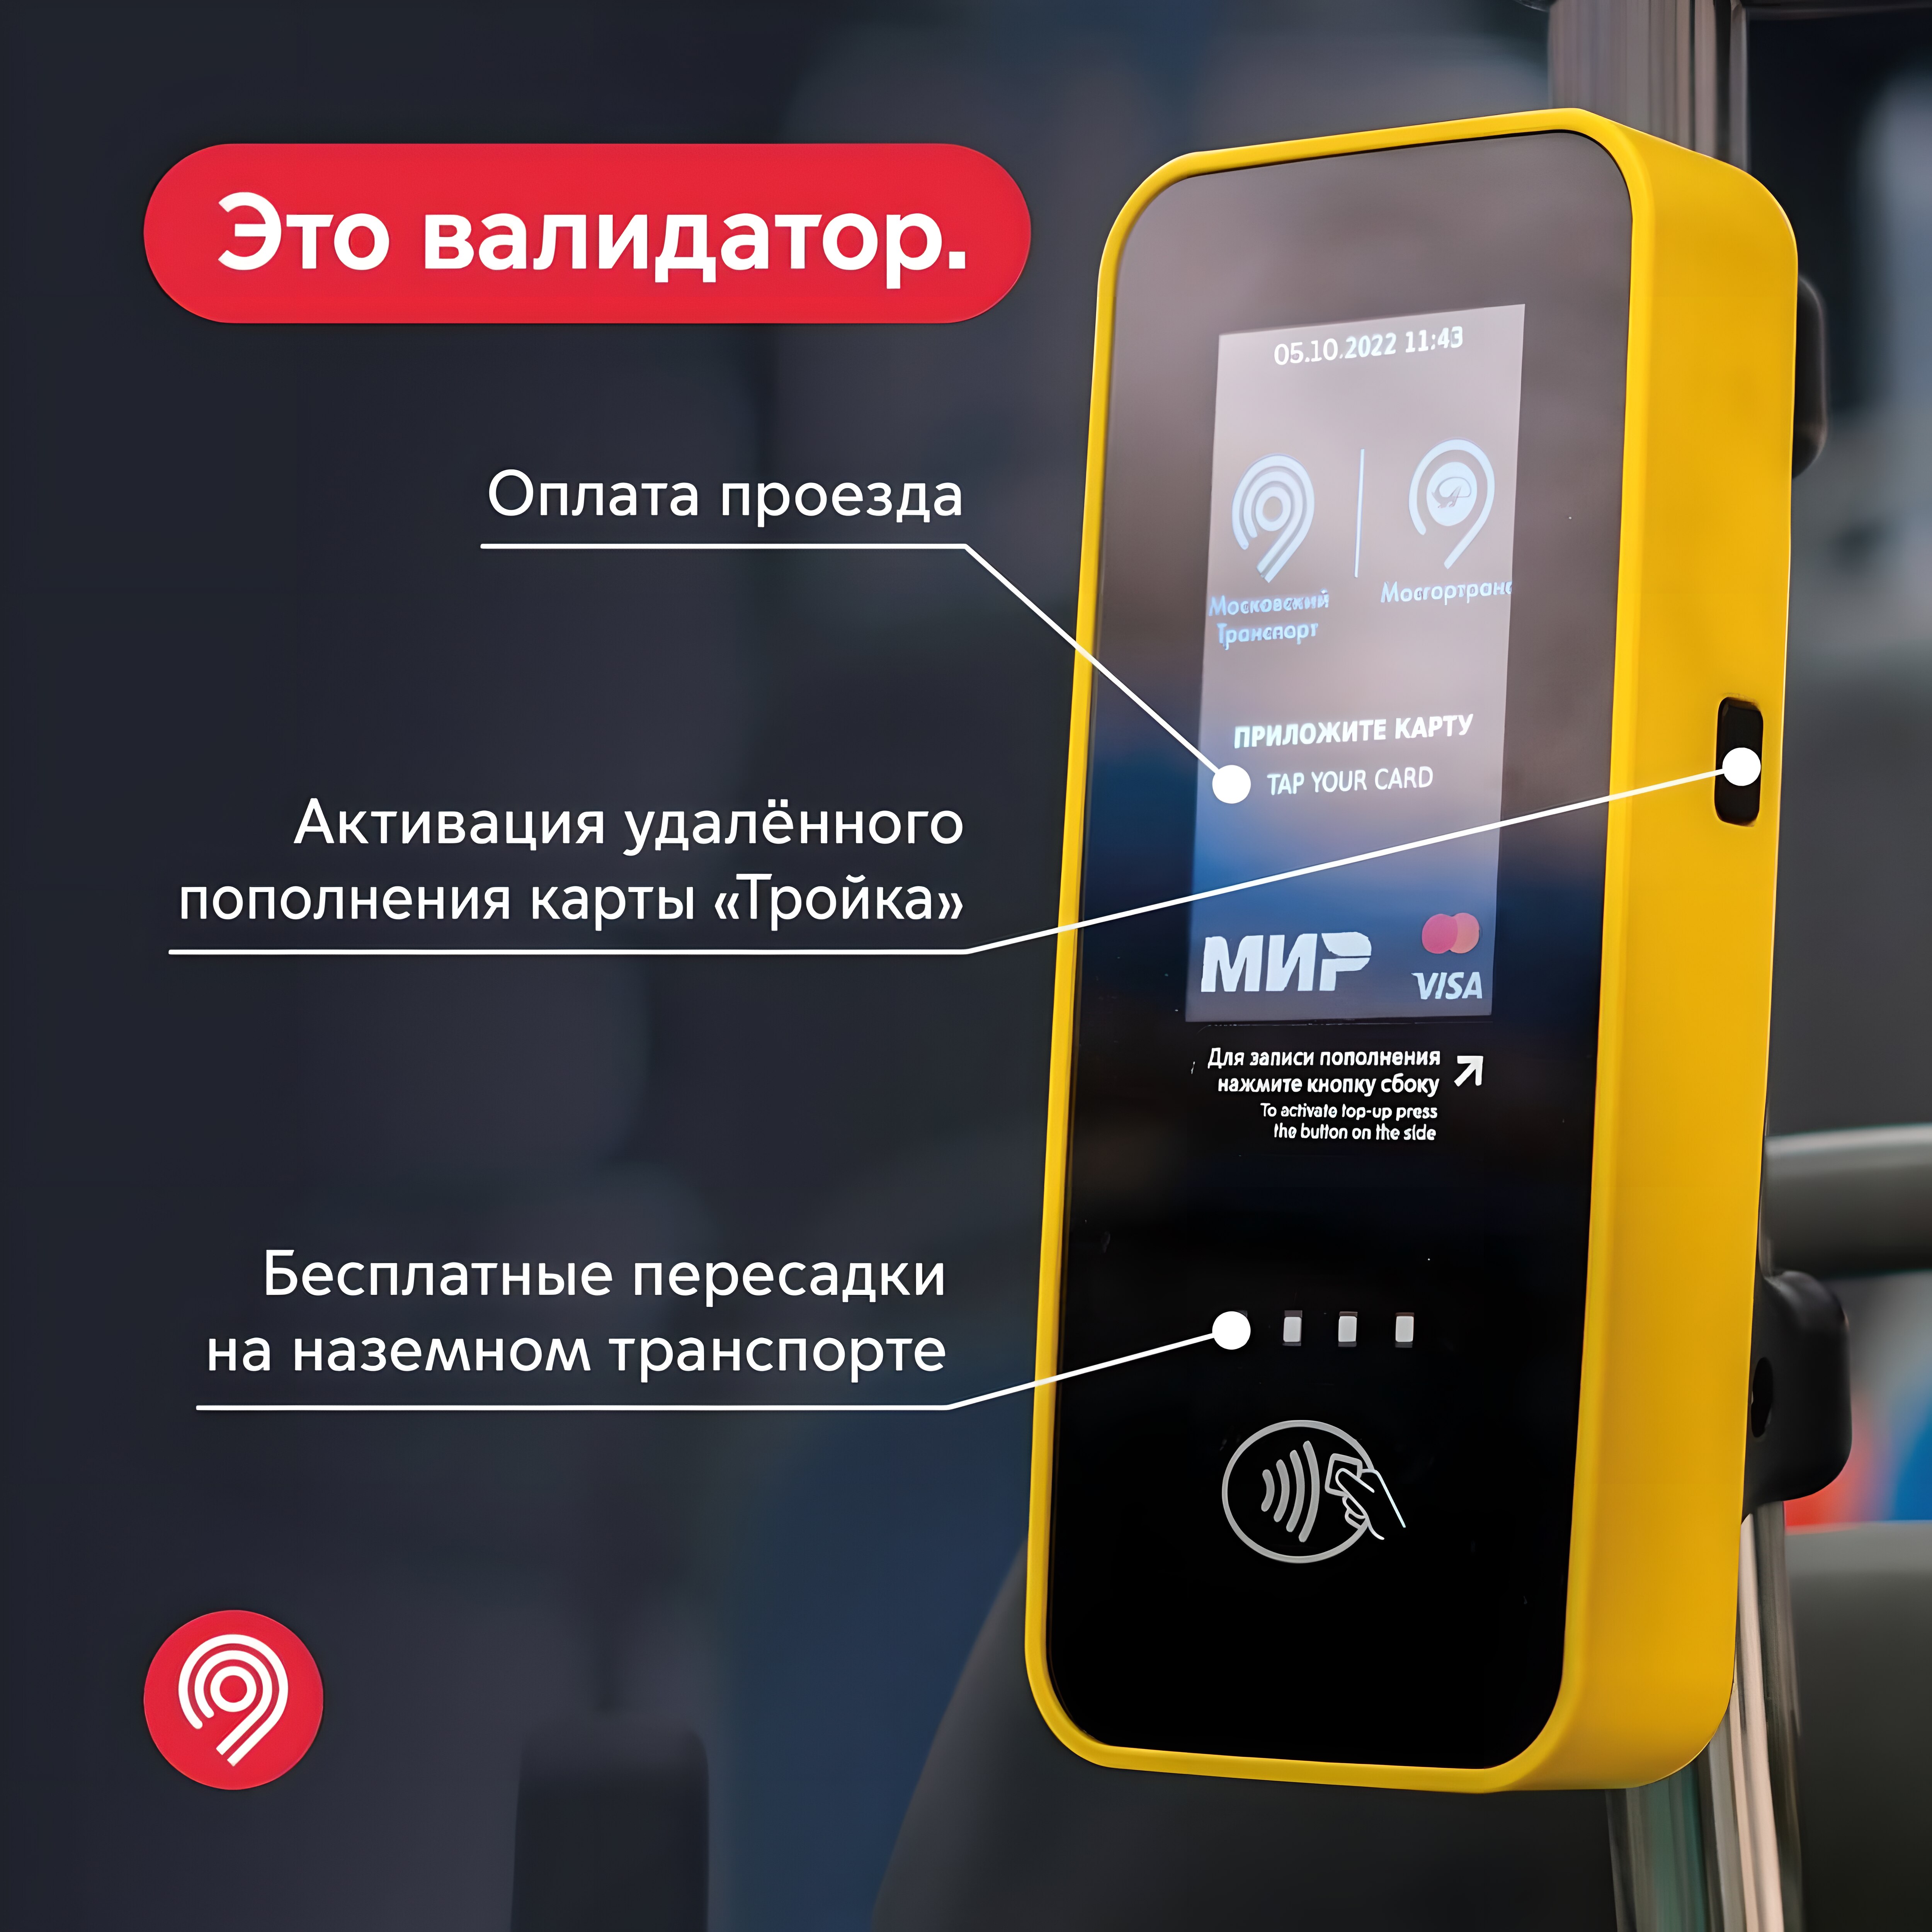 Это валидатор.
05.10.2022 11:43
Московский
Транспорт
Мосгортранс
Оплата проезда
ПРИЛОЖИТЕ КАРТУ
TAP YOUR CARD
Активация удалённого
пополнения карты «Тройка»
МИР
VISA
Для записи пополнения
нажмите кнопку сбоку
To activate top-up press
the button on the side
Бесплатные пересадки
на наземном транспорте